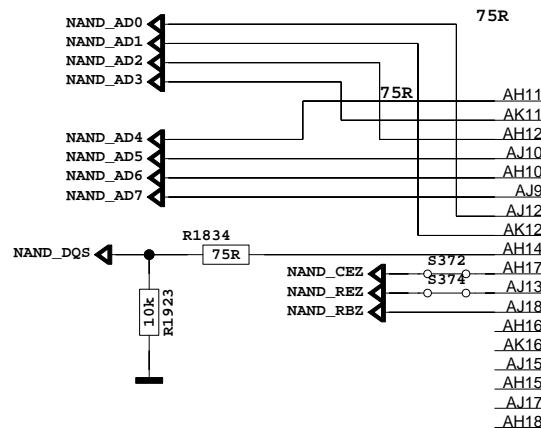 75R
NAND_AD0
NAND_AD1
NAND_AD2
NAND_AD3
75R
AH11
AK11
NAND_AD4
AH12
NAND_AD5
AJ10
NAND_AD6
AH10
NAND_AD7
AJ9
AJ12
AK12
R1834
NAND_DQS
75R
AH14
S372
NAND_CEZ
AH17
S374
NAND_REZ
AJ13
10k
R1923
NAND_RBZ
AJ18
AH16
AK16
AJ15
AH15
AJ17
AH18